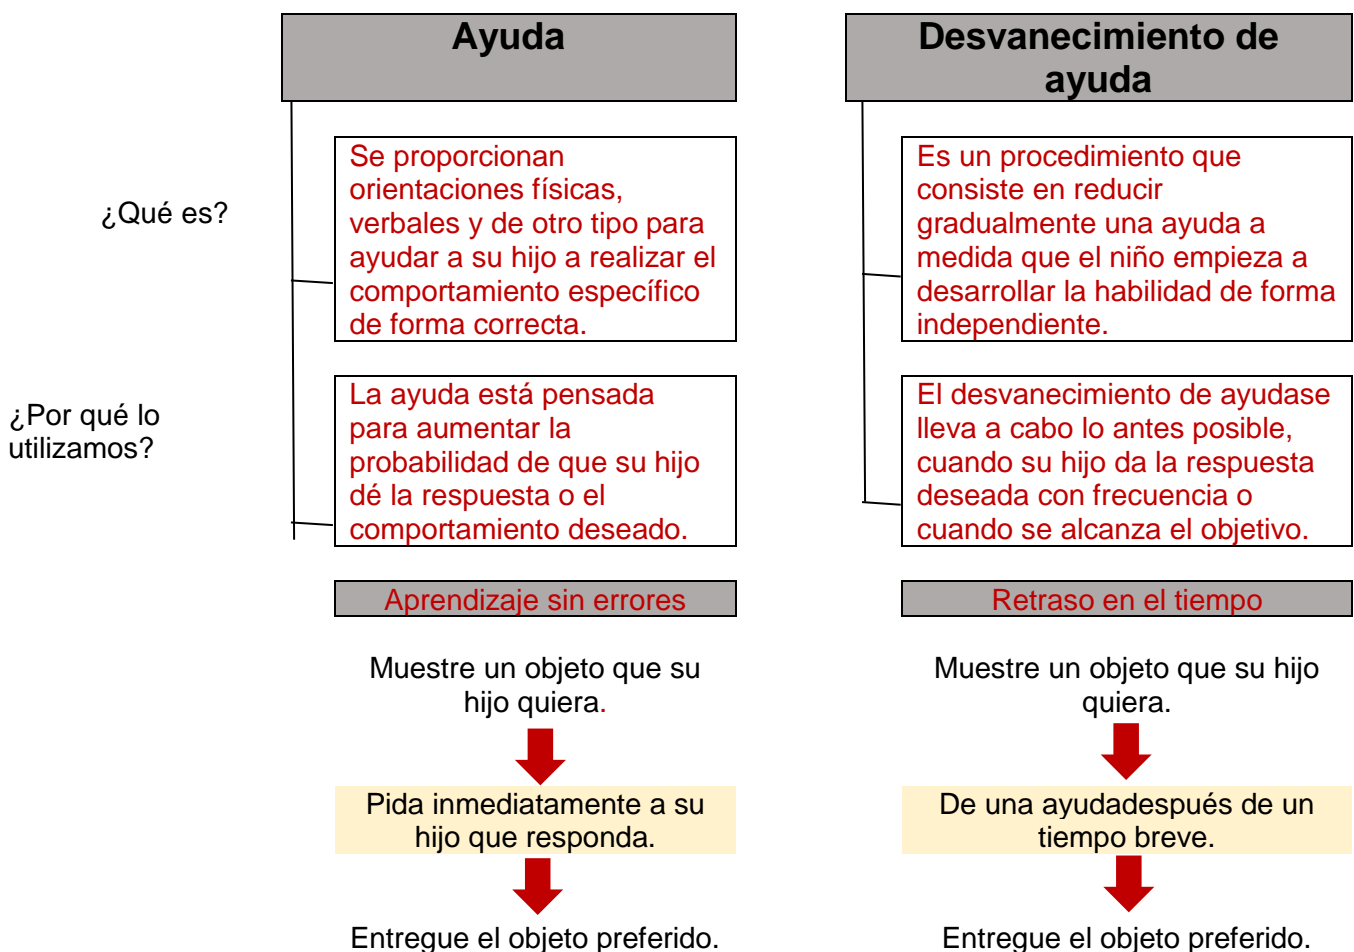 Ayuda
Desvanecimiento de
ayuda
¿Qué es?
Se proporcionan
orientaciones físicas,
verbales y de otro tipo para
ayudar a su hijo a realizar el
comportamiento específico
de forma correcta.
Es un procedimiento que
consiste en reducir
gradualmente una ayuda a
medida que el niño empieza a
desarrollar la habilidad de forma
independiente.
¿Por qué lo
utilizamos?
La ayuda está pensada
para aumentar la
probabilidad de que su hijo
dé la respuesta o el
comportamiento deseado.
El desvanecimiento de ayudase
lleva a cabo lo antes posible,
cuando su hijo da la respuesta
deseada con frecuencia o
cuando se alcanza el objetivo.
Aprendizaje sin errores
Muestre un objeto que su
hijo quiera.
Pida inmediatamente a su
hijo que responda.
Entregue el objeto preferido.
Retraso en el tiempo
Muestre un objeto que su hijo
quiera.
De una ayudadespués de un
tiempo breve.
Entregue el objeto preferido.